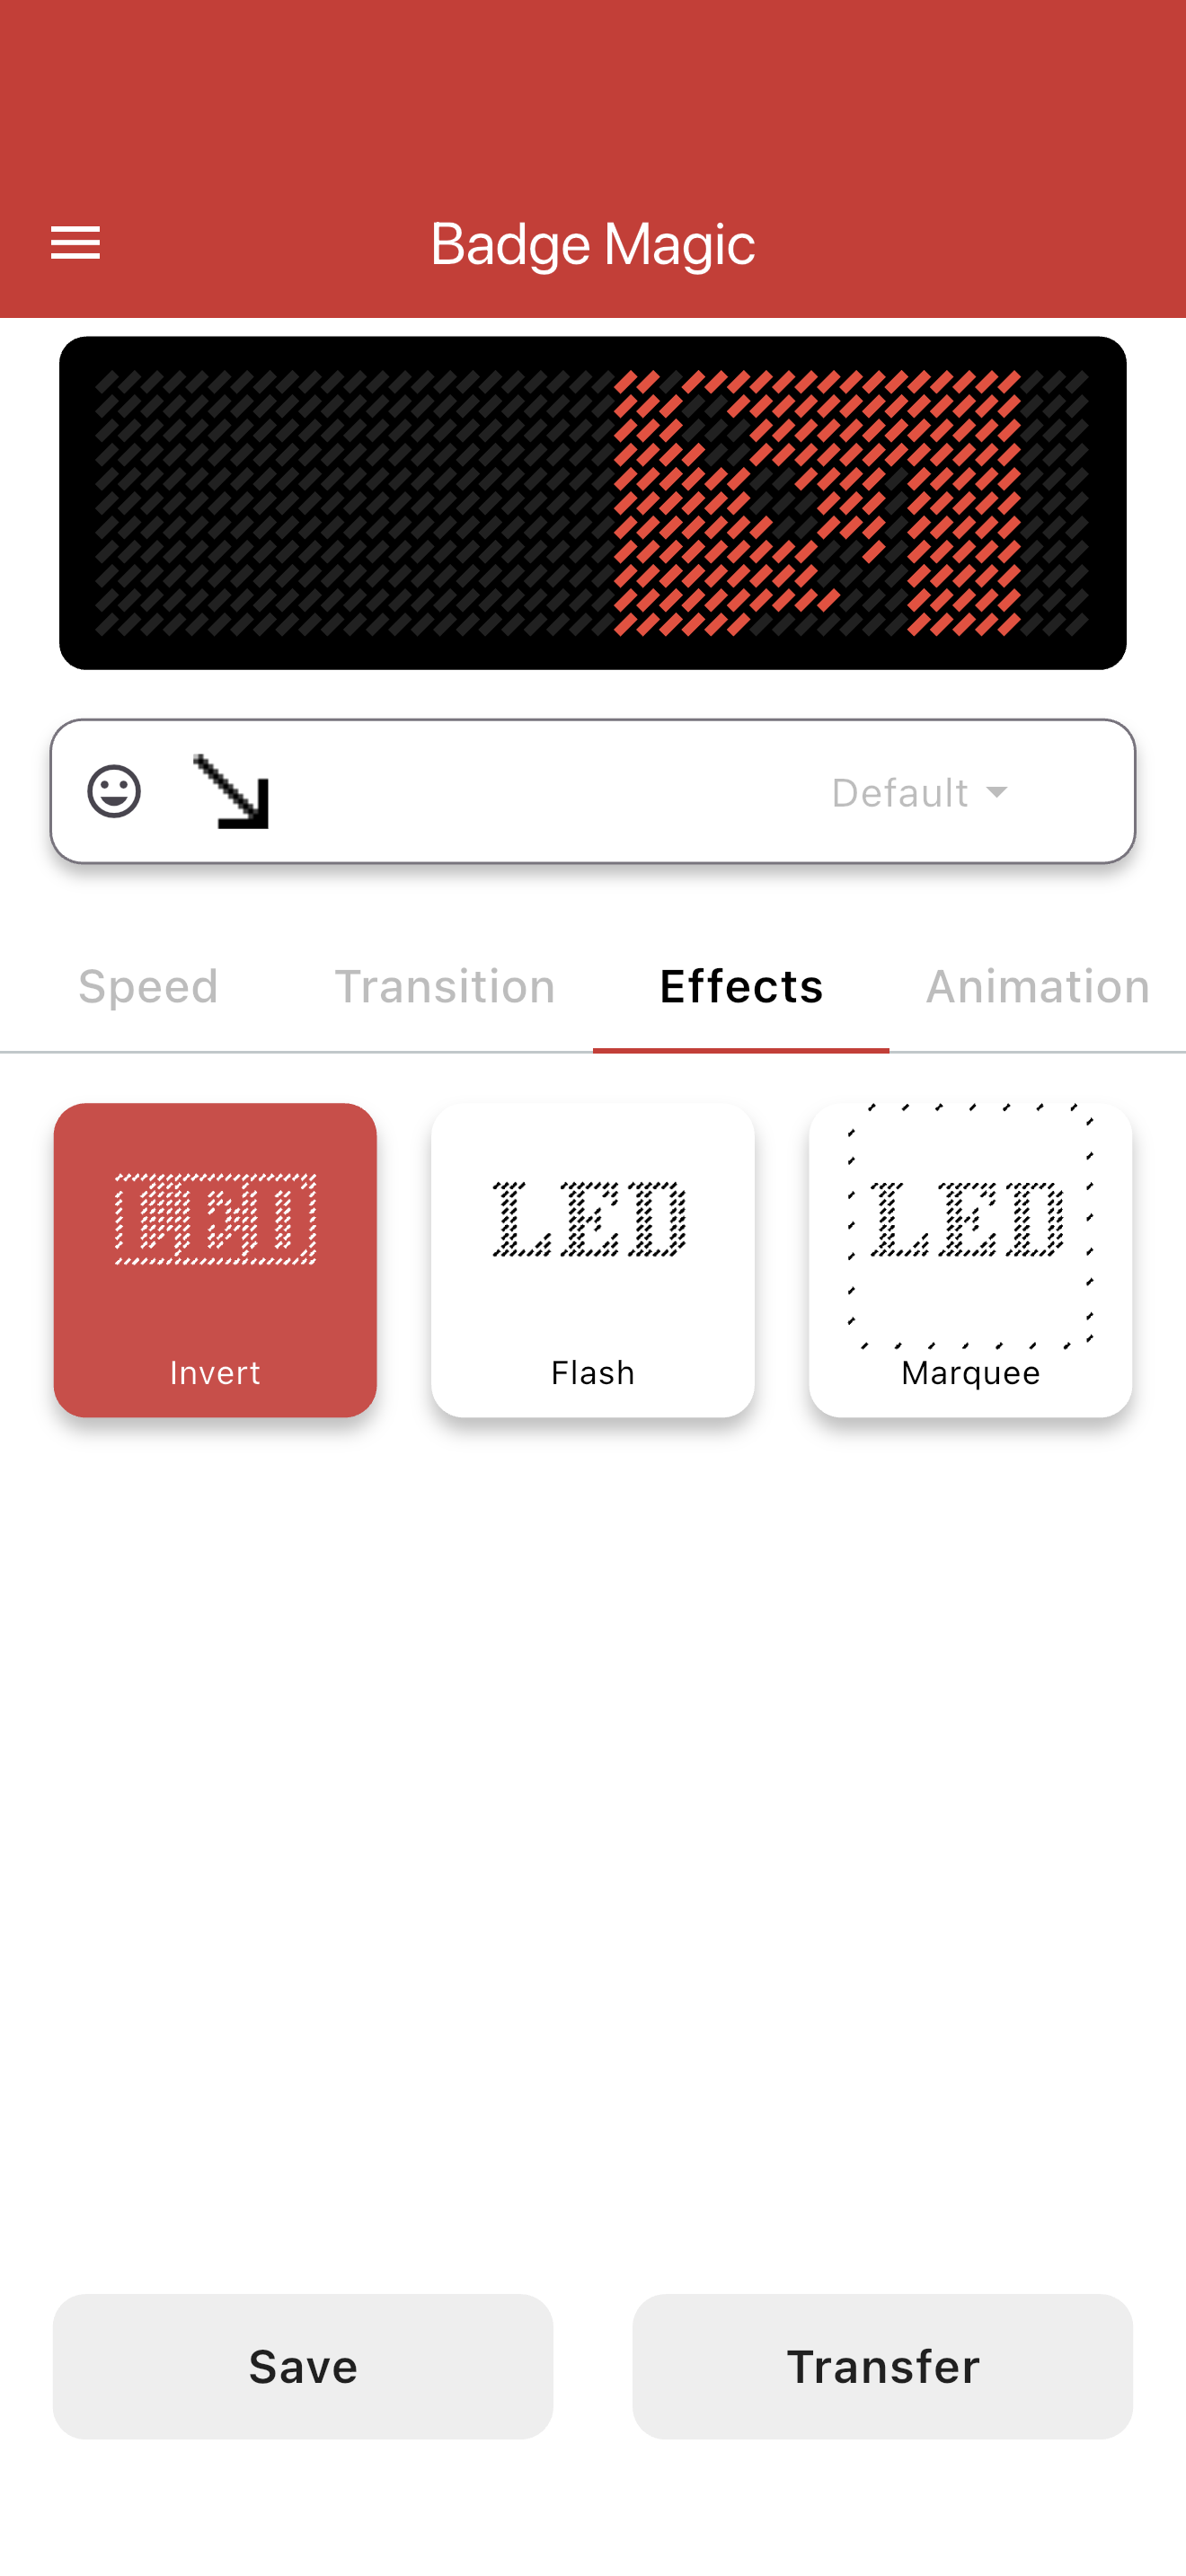 Badge Magic
Default
Speed Transition Effects Animation
LED LED
Invert Flash Marquee
Save Transfer